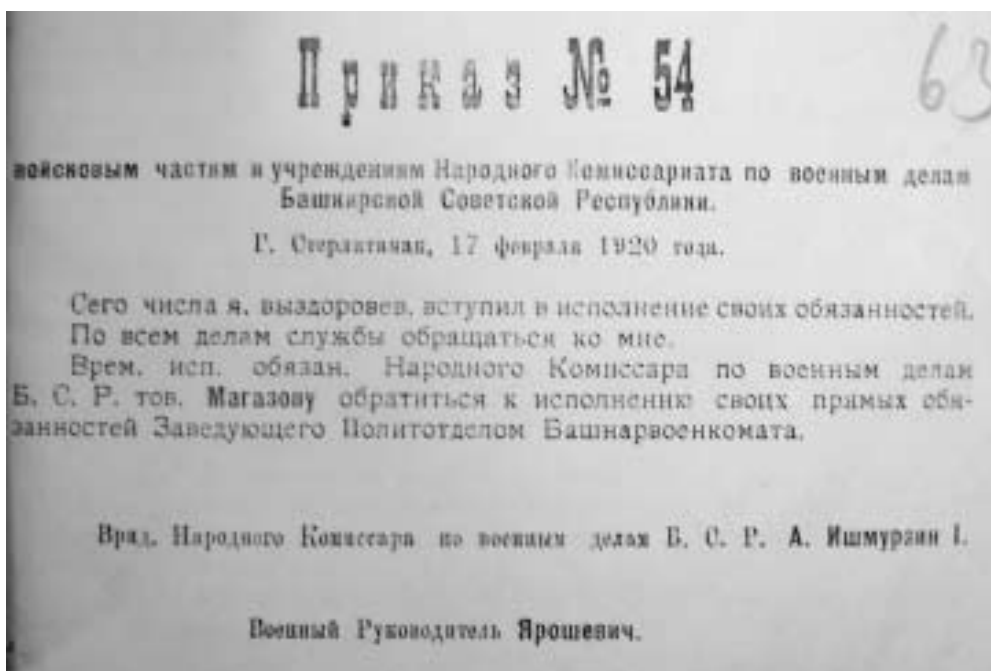 Приказ № 54
63
войсковым частям и учреждениям Народного Комиссариата по военным делам
Башкирской Советской Республики.
Г. Стерлитамак, 17 февраля 1920 года.
Сего числа я, выздоровев, вступил в исполнение своих обязанностей.
По всем делам службы обращаться ко мне.
Врем. исп. обязан. Народного Комиссара по военным делам
Б. С. Р. тов. Магазову обратиться к исполнению своих прямых обя-
занностей Заведующего Политотделом Башнарвоенкомата.
Врид. Народного Комиссара по военным делам Б. С. Р. А. Ишмурзин I.
Военный Руководитель Ярошевич.